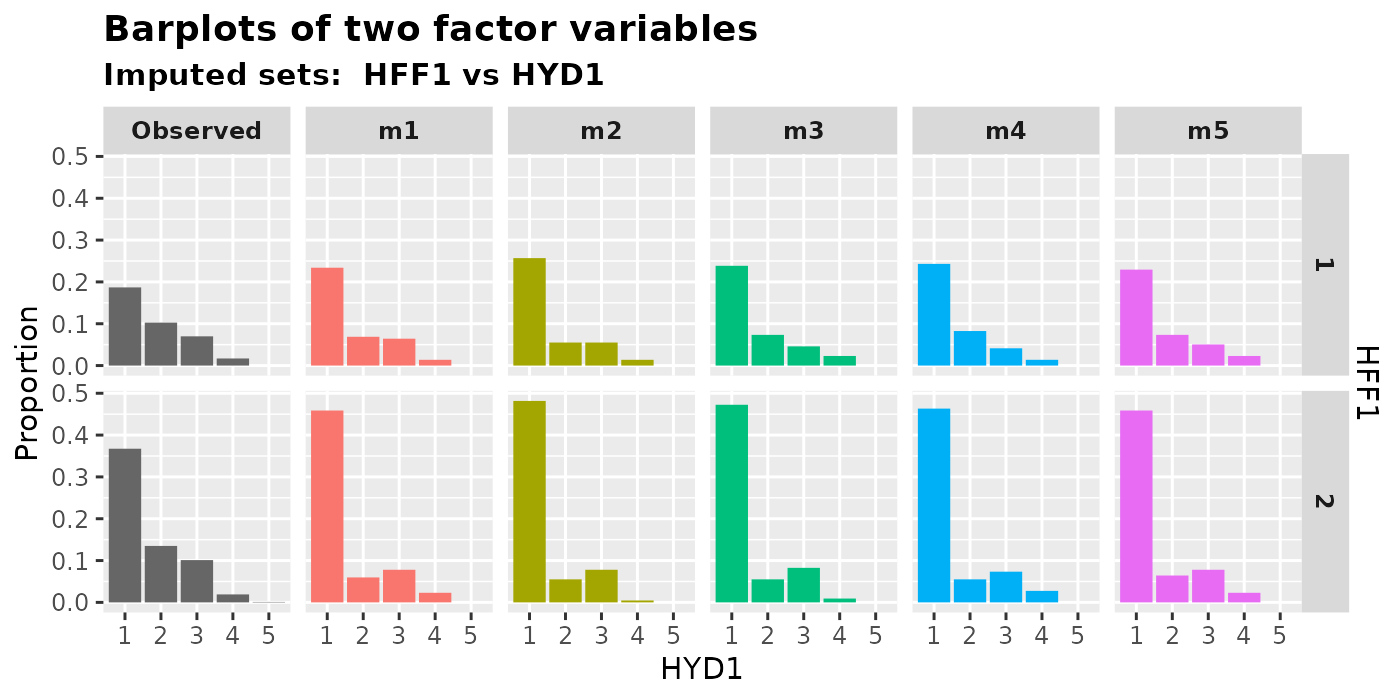 Barplots of two factor variables
Imputed sets:  HFF1 vs HYD1
Observed m1 m2 m3 m4 m5
0.5
0.4
0.3
0.2
0.1
0.0
1
0.5
0.4
0.3
0.2
0.1
0.0
2
Proportion
HFF1
1 2 3 4 5 1 2 3 4 5 1 2 3 4 5 1 2 3 4 5 1 2 3 4 5 1 2 3 4 5
HYD1